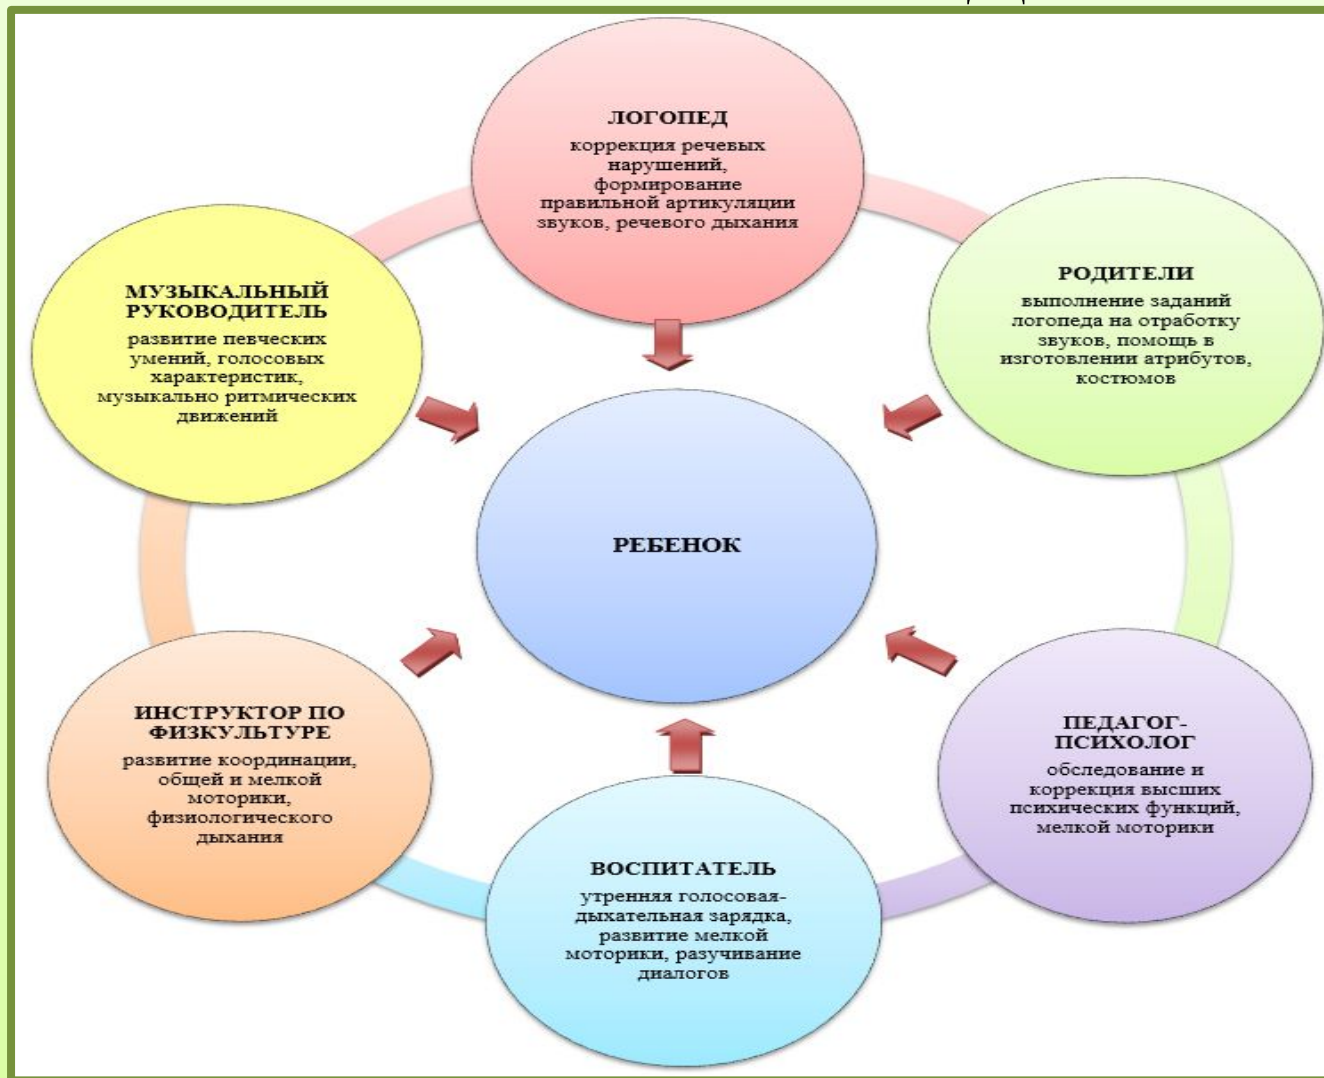 ЛОГОПЕД
коррекция речевых
нарушений,
формирование
правильной артикуляции
звуков, речевого дыхания
РОДИТЕЛИ
выполнение заданий
логопеда на отработку
звуков, помощь в
изготовлении атрибутов,
костюмов
МУЗЫКАЛЬНЫЙ
РУКОВОДИТЕЛЬ
развитие певческих
умений, голосовых
характеристик,
музыкально ритмических
движений
РЕБЕНОК
ИНСТРУКТОР ПО
ФИЗКУЛЬТУРЕ
развитие координации,
общей и мелкой
моторики,
физиологического
дыхания
ПЕДАГОГ-
ПСИХОЛОГ
обследование и
коррекция высших
психических функций,
мелкой моторики
ВОСПИТАТЕЛЬ
утренняя голосовая-
дыхательная зарядка,
развитие мелкой
моторики, разучивание
диалогов